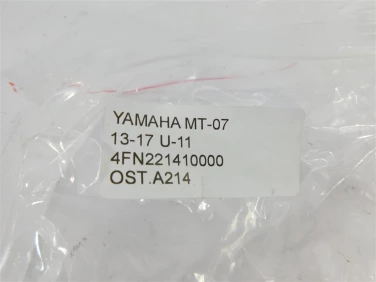 YAMAHA MT-07
13-17 U-11
4FN221410000
OST.A214